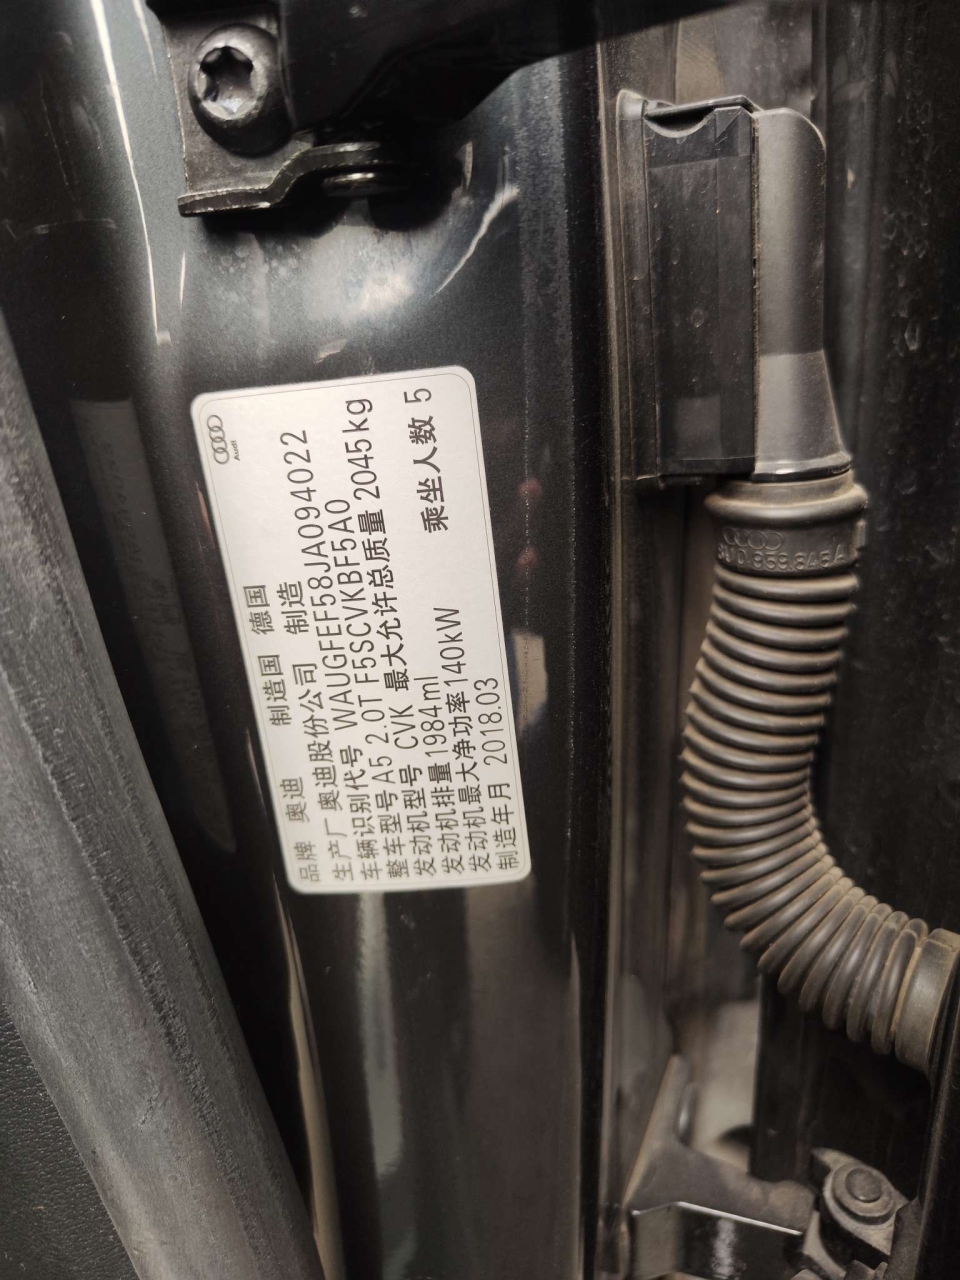 Audi
品牌 奥迪 制造国 德国
生产厂 奥迪股份公司 制造
车辆识别代号 WAUGFEF58JA094022
整车型号 A5 2.0T F5SCVKBF5A0
发动机型号 CVK 最大允许总质量 2045kg
发动机排量 1984ml
发动机最大净功率 140kW 乘坐人数 5
制造年月 2018.03